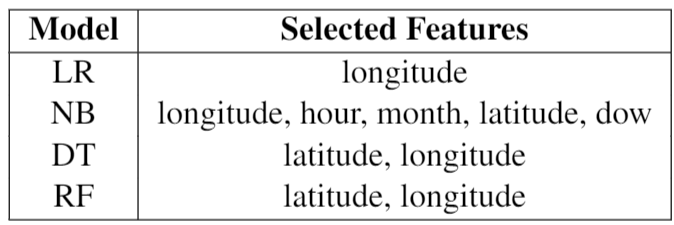 Model Selected Features
LR longitude
NB longitude, hour, month, latitude, dow
DT latitude, longitude
RF latitude, longitude